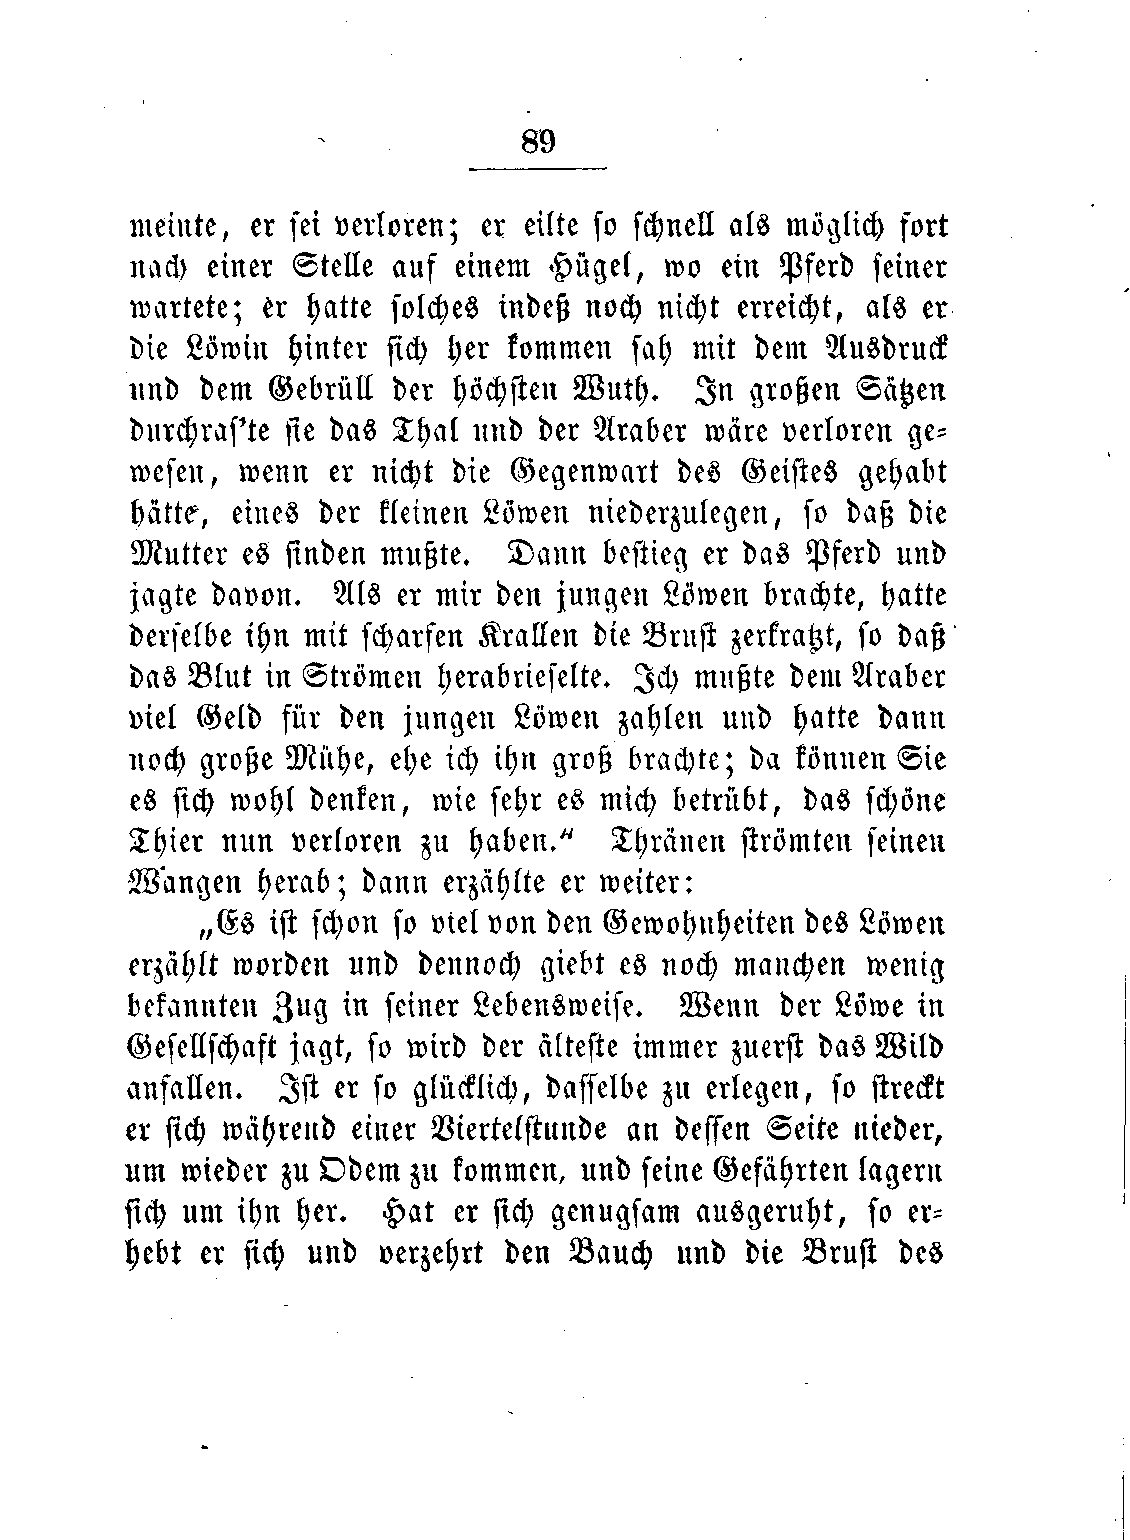 89
meinte, er sei verloren; er eilte so schnell als möglich fort
nach einer Stelle auf einem Hügel, wo ein Pferd seiner
wartete; er hatte solches indeß noch nicht erreicht, als er
die Löwin hinter sich her kommen sah mit dem Ausdruck
und dem Gebrüll der höchsten Wuth. In großen Sätzen
durchras'te sie das Thal und der Araber wäre verloren ge-
wesen, wenn er nicht die Gegenwart des Geistes gehabt
hätte, eines der kleinen Löwen niederzulegen, so daß die
Mutter es finden mußte. Dann bestieg er das Pferd und
jagte davon. Als er mir den jungen Löwen brachte, hatte
derselbe ihn mit scharfen Krallen die Brust zerkratzt, so daß
das Blut in Strömen herabrieselte. Ich mußte dem Araber
viel Geld für den jungen Löwen zahlen und hatte dann
noch große Mühe, ehe ich ihn groß brachte; da können Sie
es sich wohl denken, wie sehr es mich betrübt, das schöne
Thier nun verloren zu haben.“ Thränen strömten seinen
Wangen herab; dann erzählte er weiter:
„Es ist schon so viel von den Gewohnheiten des Löwen
erzählt worden und dennoch giebt es noch manchen wenig
bekannten Zug in seiner Lebensweise. Wenn der Löwe in
Gesellschaft jagt, so wird der älteste immer zuerst das Wild
anfallen. Ist er so glücklich, dasselbe zu erlegen, so streckt
er sich während einer Viertelstunde an dessen Seite nieder,
um wieder zu Odem zu kommen, und seine Gefährten lagern
sich um ihn her. Hat er sich genugsam ausgeruht, so er-
hebt er sich und verzehrt den Bauch und die Brust des